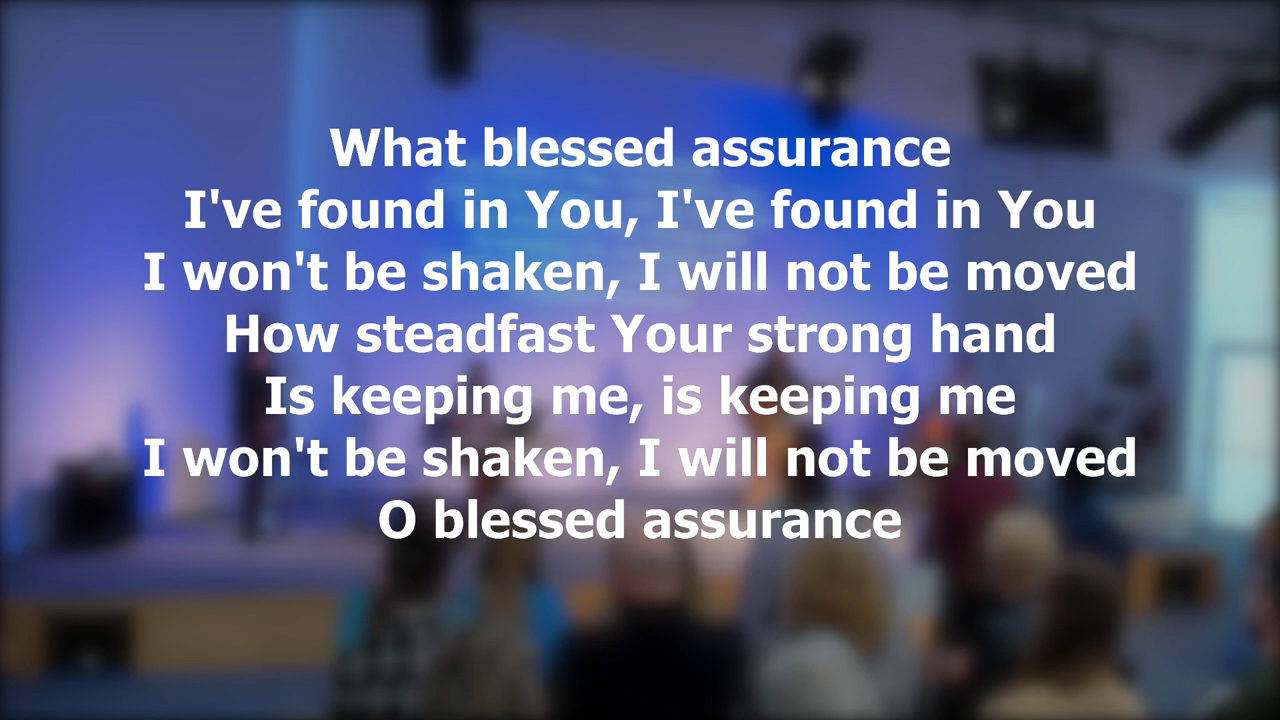 What blessed assurance
I've found in You, I've found in You
I won't be shaken, I will not be moved
How steadfast Your strong hand
Is keeping me, is keeping me
I won't be shaken, I will not be moved
O blessed assurance